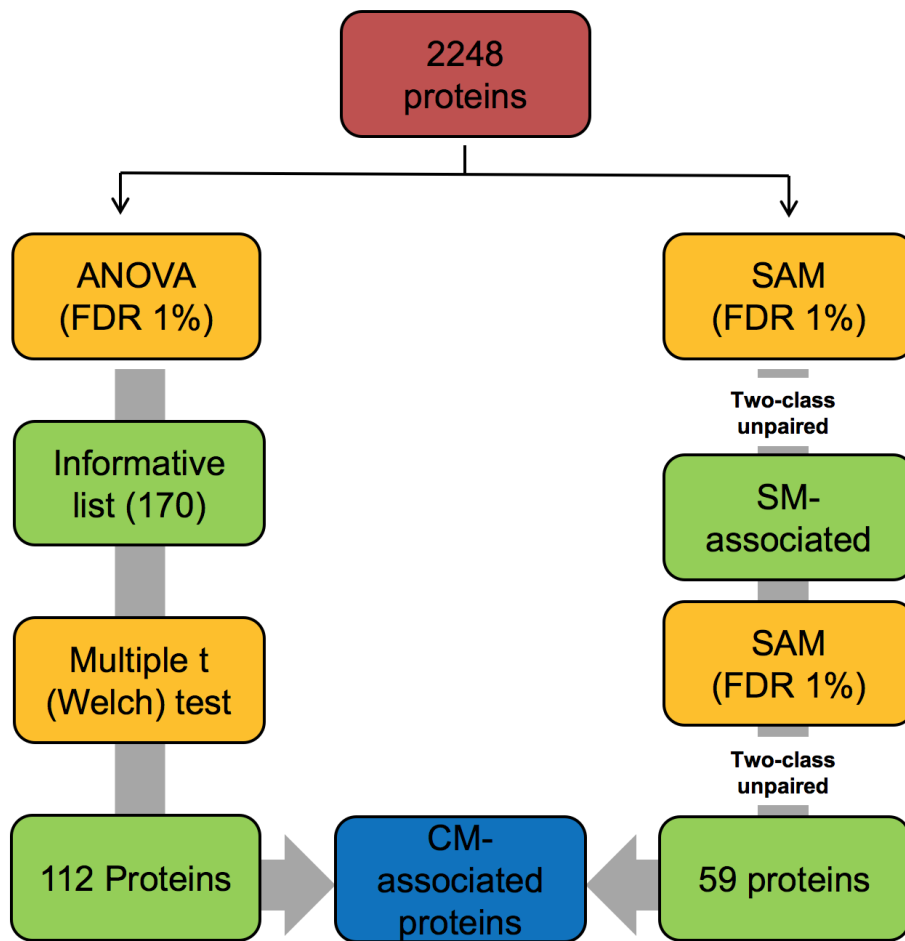 2248
proteins
ANOVA
(FDR 1%)
SAM
(FDR 1%)
Two-class
unpaired
Informative
list (170)
SM-
associated
Multiple t
(Welch) test
SAM
(FDR 1%)
Two-class
unpaired
112 Proteins
CM-
associated
proteins
59 proteins